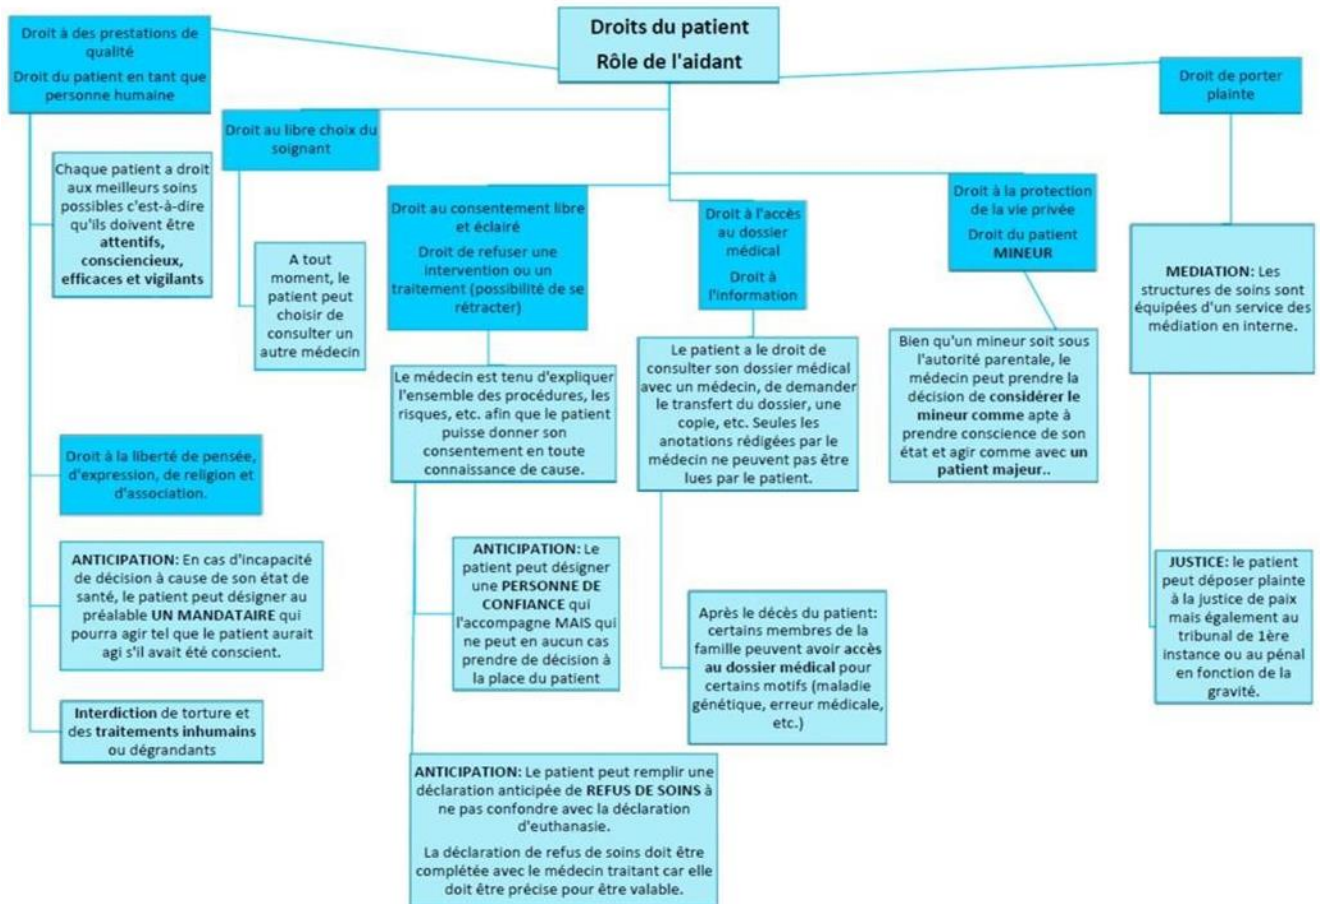 Droits du patient
Rôle de l'aidant
Droit à des prestations de
qualité
Droit du patient en tant que
personne humaine
Chaque patient a droit
aux meilleurs soins
possibles c'est-à-dire
qu'ils doivent être
attentifs,
consciencieux,
efficaces et vigilants
Droit à la liberté de pensée,
d'expression, de religion et
d'association.
ANTICIPATION: En cas d'incapacité
de décision à cause de son état de
santé, le patient peut désigner au
préalable UN MANDATAIRE qui
pourra agir tel que le patient aurait
agi s'il avait été conscient.
Interdiction de torture et
des traitements inhumains
ou dégrandants
Droit au libre choix du
soignant
A tout
moment, le
patient peut
choisir de
consulter un
autre médecin
Droit au consentement libre
et éclairé
Droit de refuser une
intervention ou un
traitement (possibilité de se
rétracter)
Le médecin est tenu d'expliquer
l'ensemble des procédures, les
risques, etc. afin que le patient
puisse donner son
consentement en toute
connaissance de cause.
ANTICIPATION: Le
patient peut désigner
une PERSONNE DE
CONFIANCE qui
l'accompagne MAIS qui
ne peut en aucun cas
prendre de décision à
la place du patient
ANTICIPATION: Le patient peut remplir une
déclaration anticipée de REFUS DE SOINS à
ne pas confondre avec la déclaration
d'euthanasie.
La déclaration de refus de soins doit être
complétée avec le médecin traitant car elle
doit être précise pour être valable.
Droit à l'accès
au dossier
médical
Droit à
l'information
Le patient a le droit de
consulter son dossier médical
avec un médecin, de demander
le transfert du dossier, une
copie, etc. Seules les
anotations rédigées par le
médecin ne peuvent pas être
lues par le patient.
Après le décès du patient:
certains membres de la
famille peuvent avoir accès
au dossier médical pour
certains motifs (maladie
génétique, erreur médicale,
etc.)
Droit à la protection
de la vie privée
Droit du patient
MINEUR
Bien qu'un mineur soit sous
l'autorité parentale, le
médecin peut prendre la
décision de considérer le
mineur comme apte à
prendre conscience de son
état et agir comme avec un
patient majeur..
Droit de porter
plainte
MEDIATION: Les
structures de soins sont
équipées d'un service des
médiation en interne.
JUSTICE: le patient
peut déposer plainte
à la justice de paix
mais également au
tribunal de 1ère
instance ou au pénal
en fonction de la
gravité.